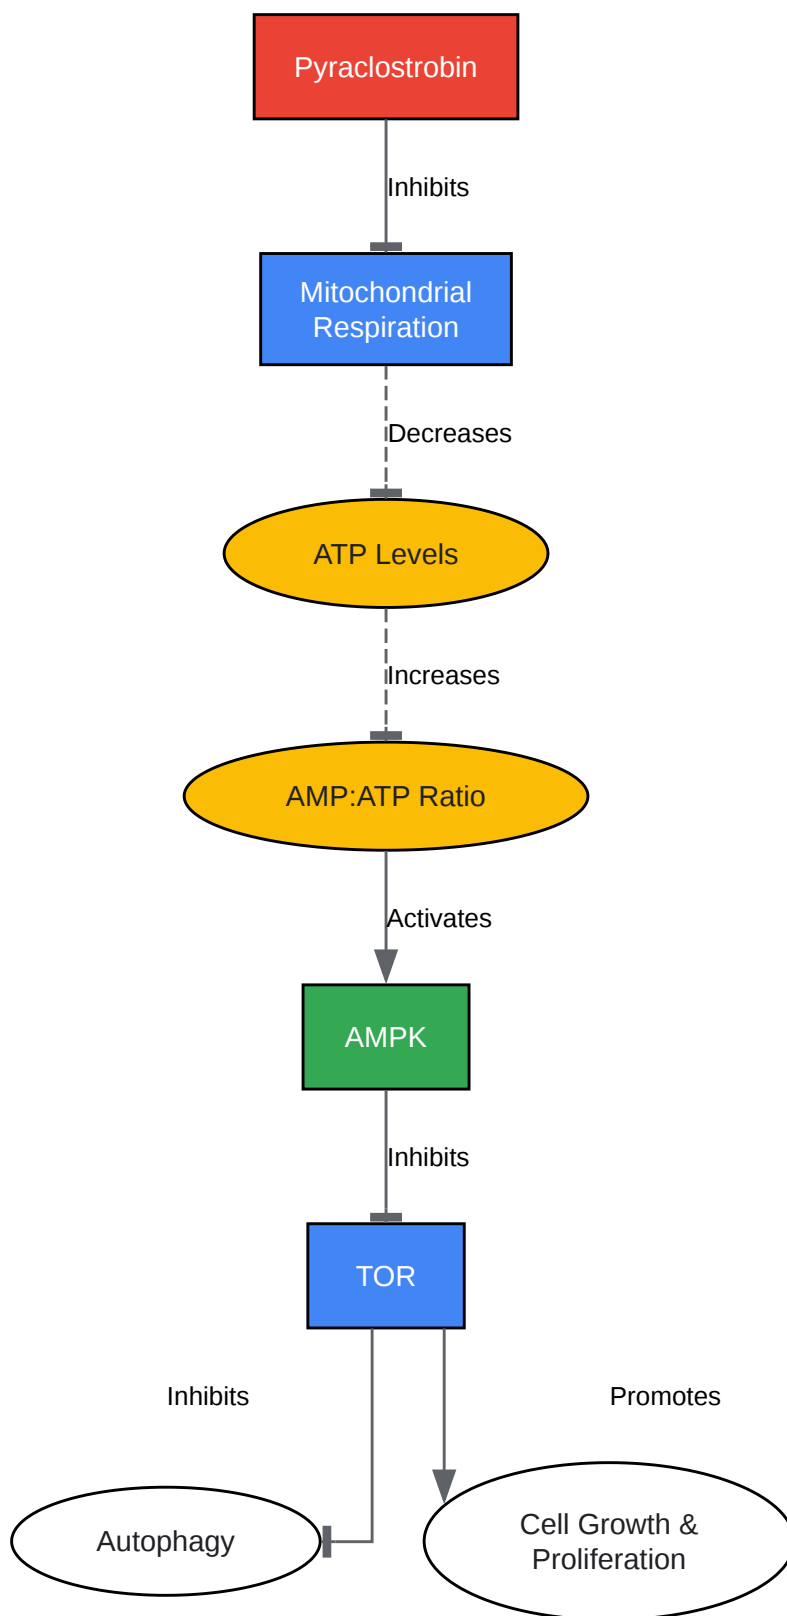 Pyraclostrobin
Inhibits
Mitochondrial
Respiration
Decreases
ATP Levels
Increases
AMP:ATP Ratio
Activates
AMPK
Inhibits
TOR
Inhibits
Promotes
Autophagy
Cell Growth &
Proliferation